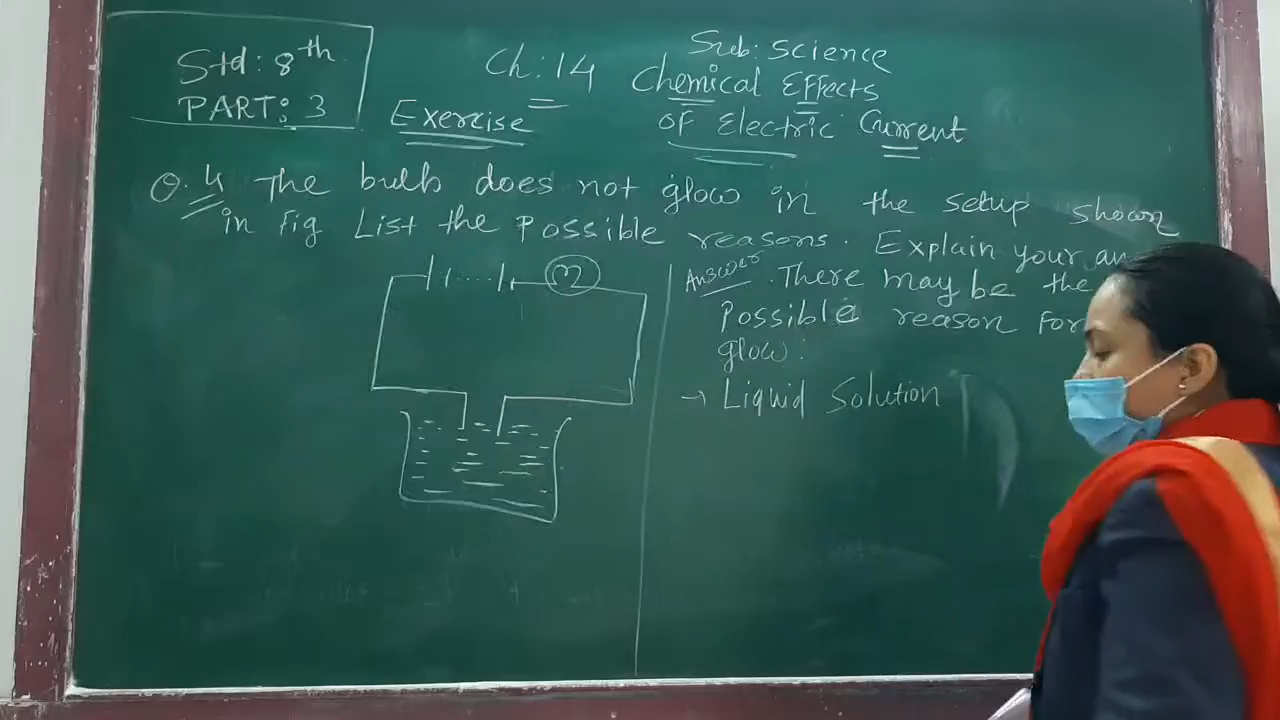 Std: 8th
PART: 3
Ch: 14
Sub: Science
Chemical Effects
of Electric Current
Exercise
Q. 4 The bulb does not glow in the setup shown
in Fig List the possible reasons. Explain your
Answer. There may be the
Possible reason for
glow:
→ Liquid Solution